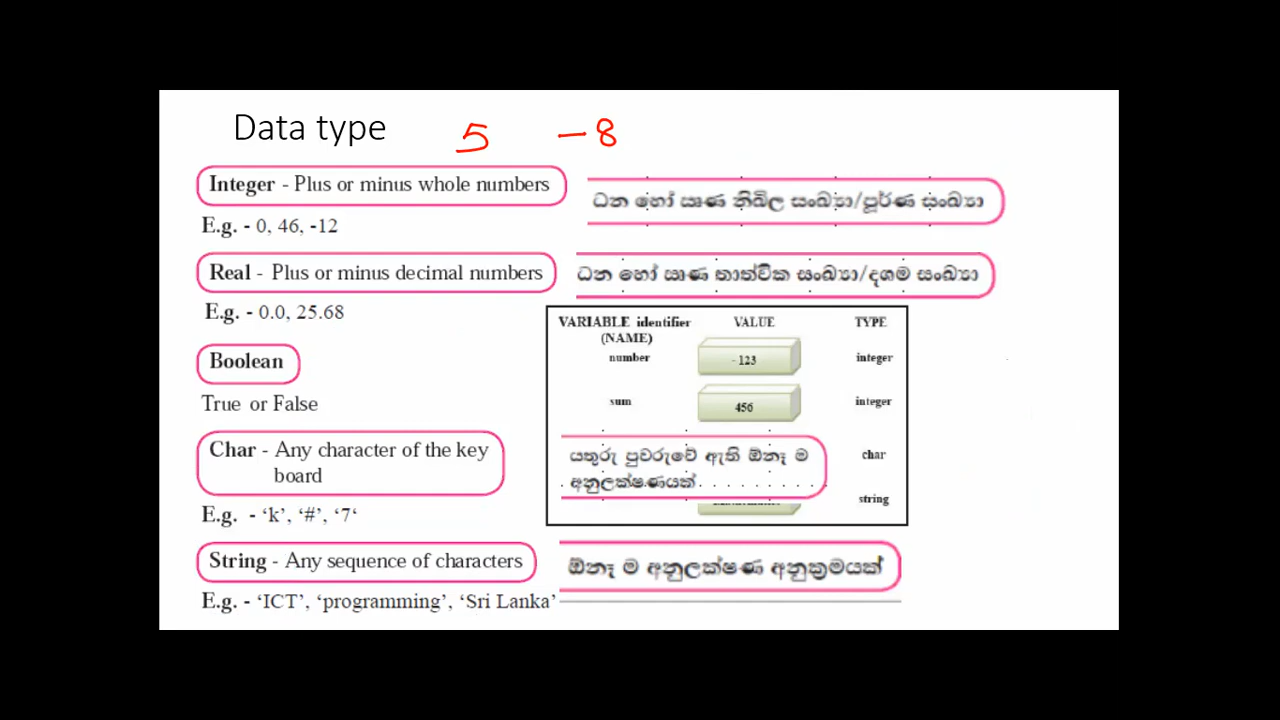 Data type
5 -8
Integer - Plus or minus whole numbers
ධන හෝ ඍණ නිඛිල සංඛ්‍යා/පූර්ණ සංඛ්‍යා
E.g. - 0, 46, -12
Real - Plus or minus decimal numbers
ධන හෝ ඍණ තාත්වික සංඛ්‍යා/දශම සංඛ්‍යා
E.g. - 0.0, 25.68
VARIABLE identifier VALUE TYPE
(NAME)
number -123 integer
Boolean
sum 456 integer
True or False
Char - Any character of the key
board
යතුරු පුවරුවේ ඇති ඕනෑ ම
අනුලක්ෂණයක්
char
string
E.g. - ‘k’, ‘#’, ‘7‘
String - Any sequence of characters
ඕනෑ ම අනුලක්ෂණ අනුක්‍රමයක්
E.g. - ‘ICT’, ‘programming’, ‘Sri Lanka’